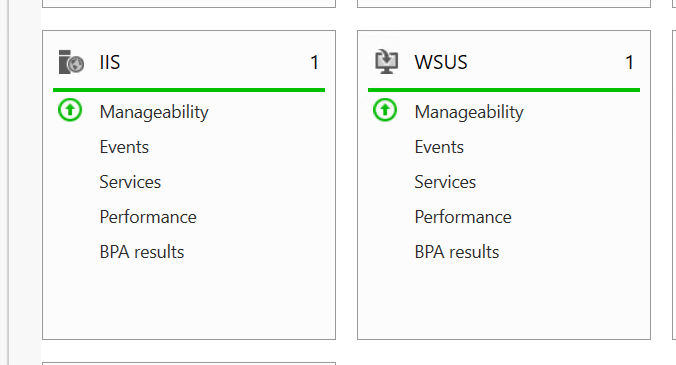 IIS 1
Manageability
Events
Services
Performance
BPA results
WSUS 1
Manageability
Events
Services
Performance
BPA results